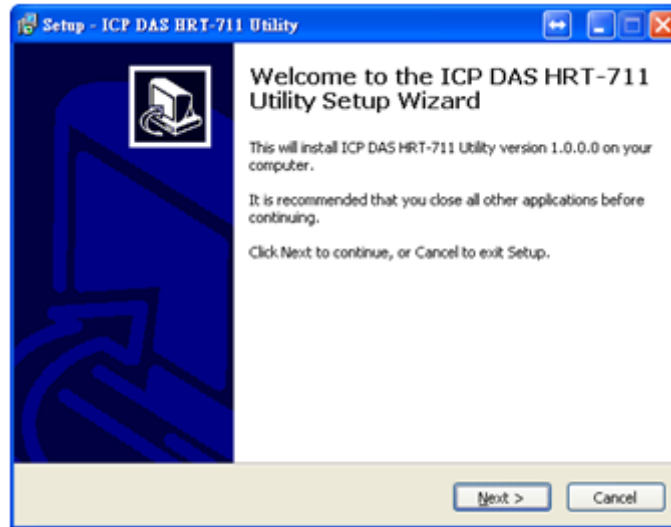 Setup - ICP DAS HRT-711 Utility
Welcome to the ICP DAS HRT-711
Utility Setup Wizard
This will install ICP DAS HRT-711 Utility version 1.0.0.0 on your
computer.
It is recommended that you close all other applications before
continuing.
Click Next to continue, or Cancel to exit Setup.
Next >
Cancel